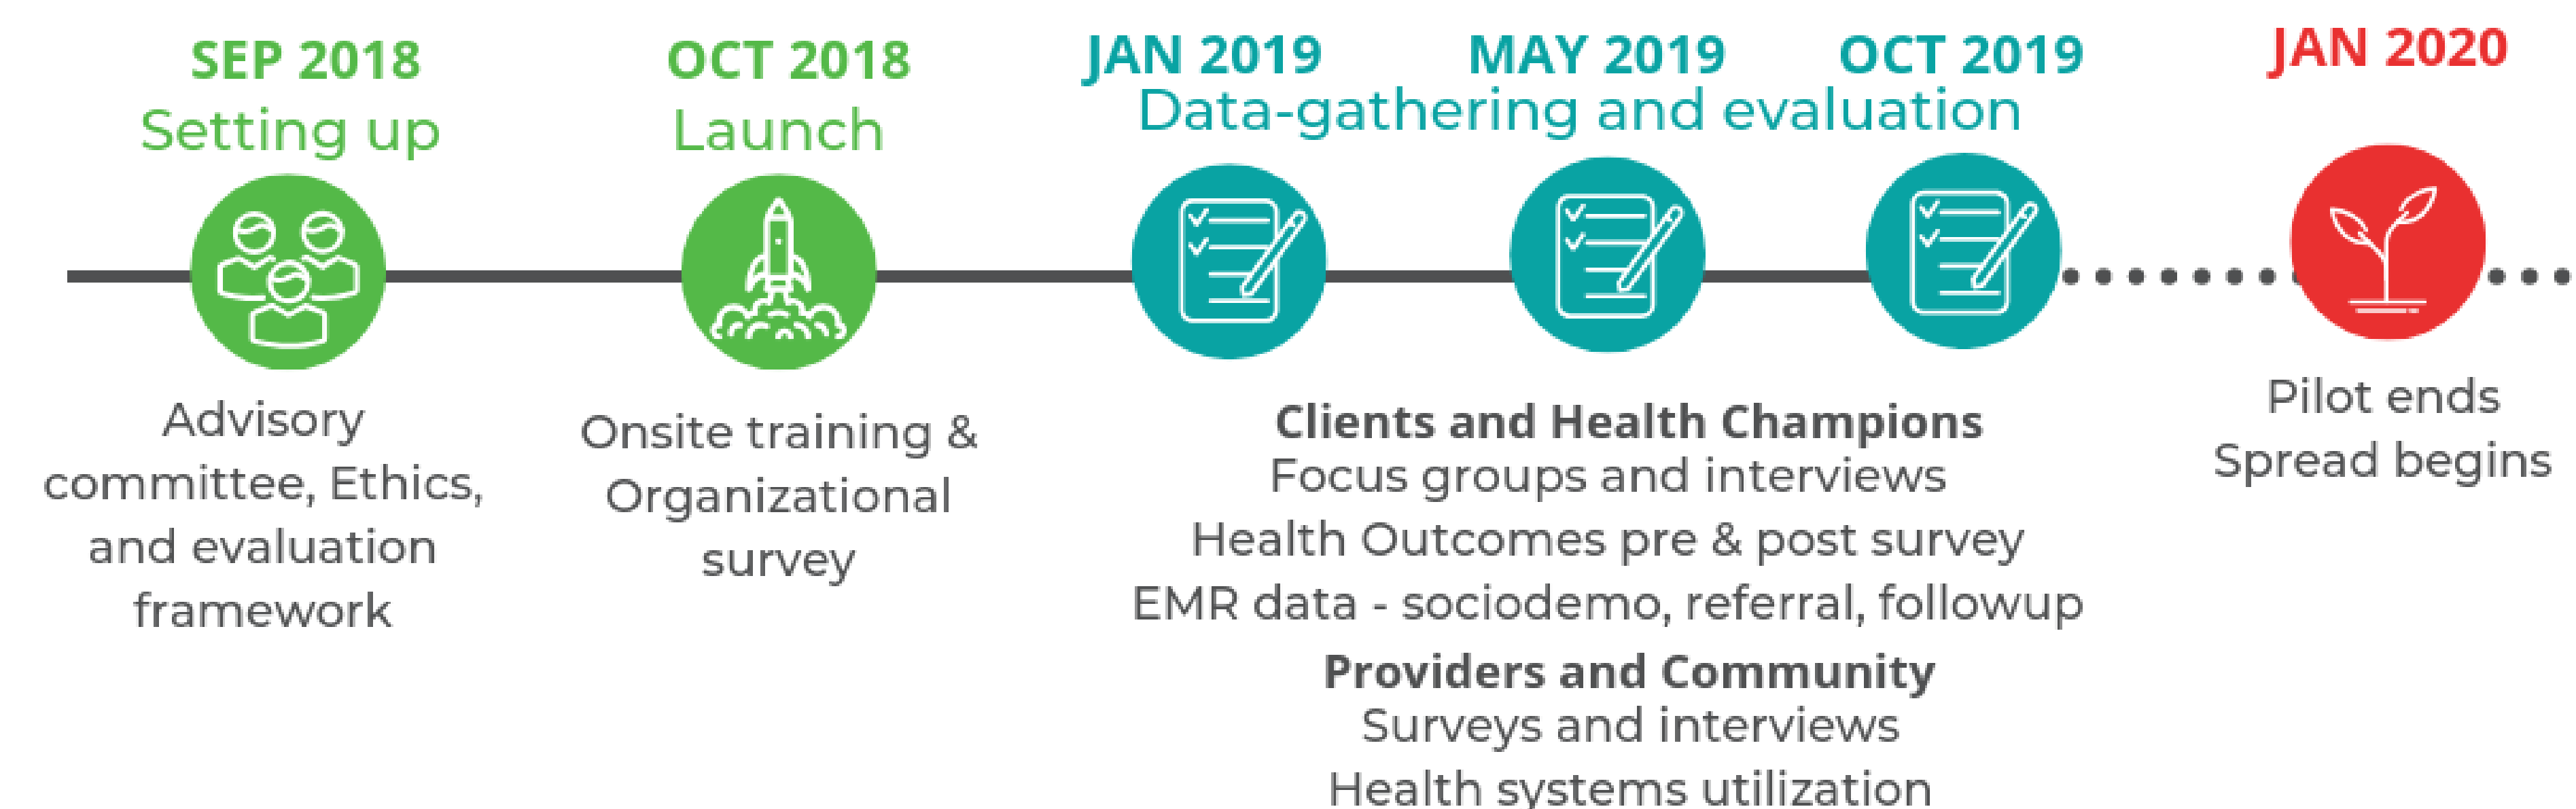 SEP 2018
Setting up
Advisory
committee, Ethics,
and evaluation
framework
OCT 2018
Launch
Onsite training &
Organizational
survey
JAN 2019
MAY 2019
OCT 2019
Data-gathering and evaluation
Clients and Health Champions
Focus groups and interviews
Health Outcomes pre & post survey
EMR data - sociodemo, referral, followup
Providers and Community
Surveys and interviews
Health systems utilization
JAN 2020
Pilot ends
Spread begins